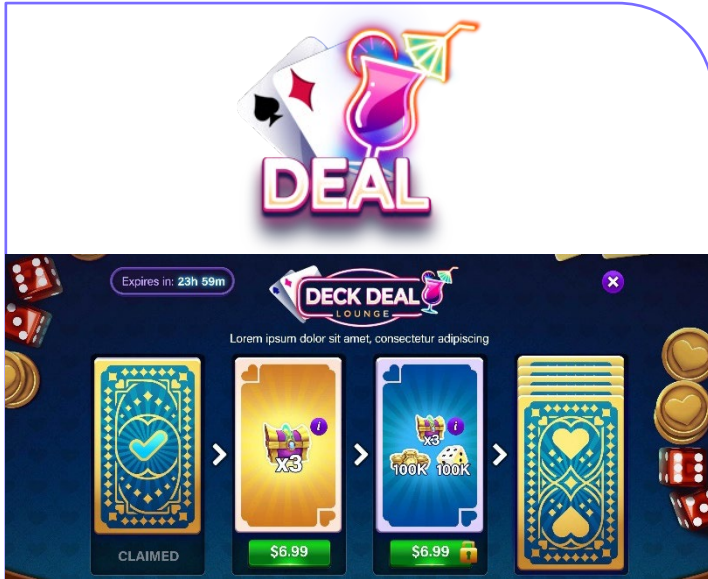 DEAL
Expires in: 23h 59m
DECK DEAL
LOUNGE
Lorem ipsum dolor sit amet, consectetur adipiscing
i
x3
i
x3
100K 100K
CLAIMED
$6.99
$6.99